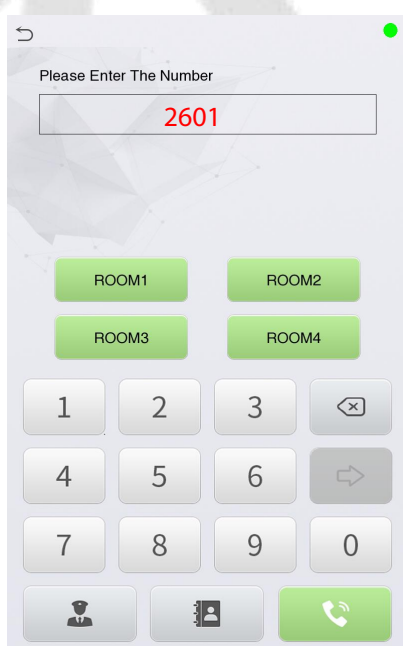 Please Enter The Number
2601
ROOM1 ROOM2
ROOM3 ROOM4
1 2 3
4 5 6
7 8 9 0